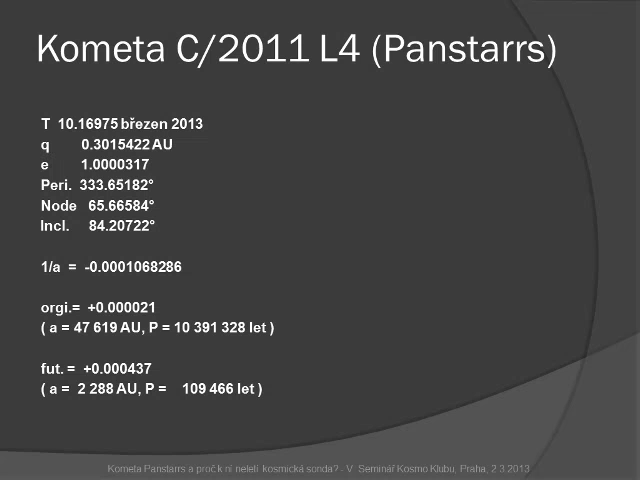 Kometa C/2011 L4 (Panstarrs)
T 10.16975 březen 2013
q 0.3015422 AU
e 1.0000317
Peri. 333.65182°
Node 65.66584°
Incl. 84.20722°
1/a = -0.0001068286
orgi.= +0.000021
( a = 47 619 AU, P = 10 391 328 let )
fut. = +0.000437
( a = 2 288 AU, P = 109 466 let )
Kometa Panstarrs a proč k ní neletí kosmická sonda? - V. Seminář Kosmo Klubu, Praha, 2.3.2013